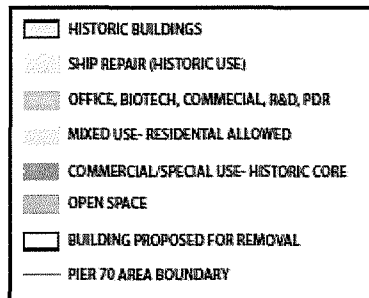 HISTORIC BUILDINGS
SHIP REPAIR (HISTORIC USE)
OFFICE, BIOTECH, COMMECIAL, R&D, PDR
MIXED USE- RESIDENTAL ALLOWED
COMMERCIAL/SPECIAL USE- HISTORIC CORE
OPEN SPACE
BUILDING PROPOSED FOR REMOVAL
PIER 70 AREA BOUNDARY